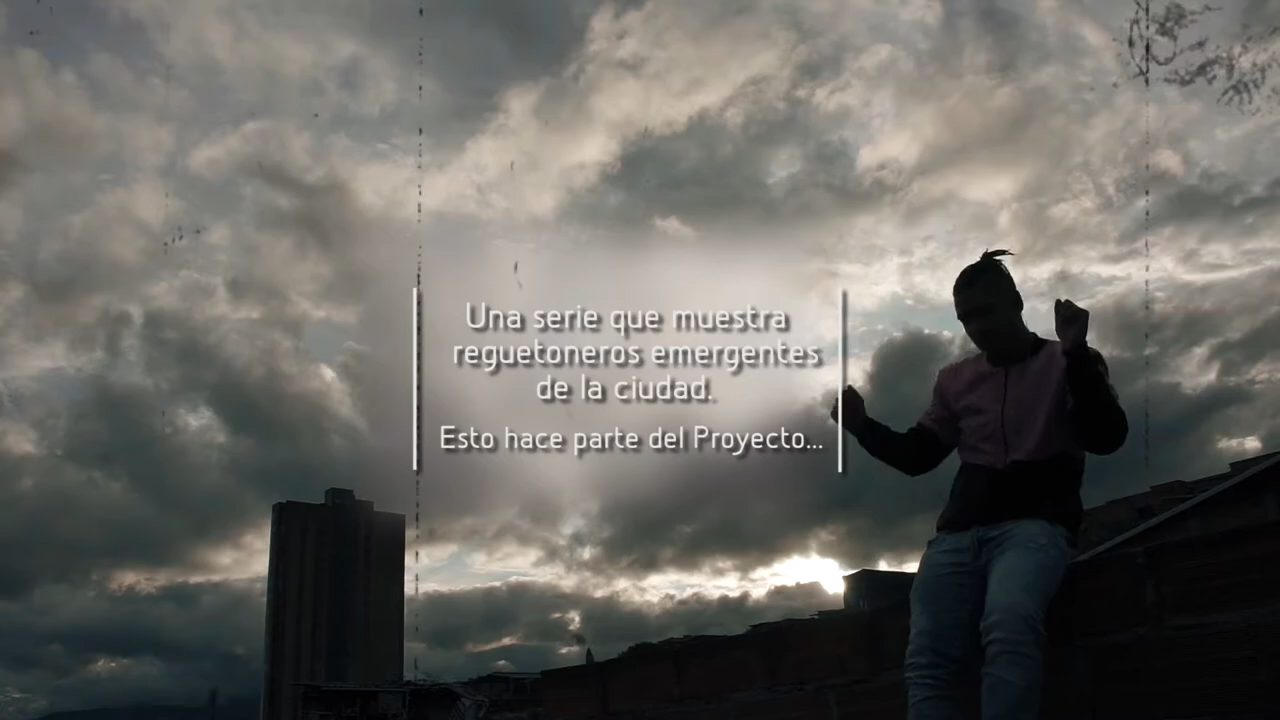 Una serie que muestra
reguetoneros emergentes
de la ciudad.
Esto hace parte del Proyecto...